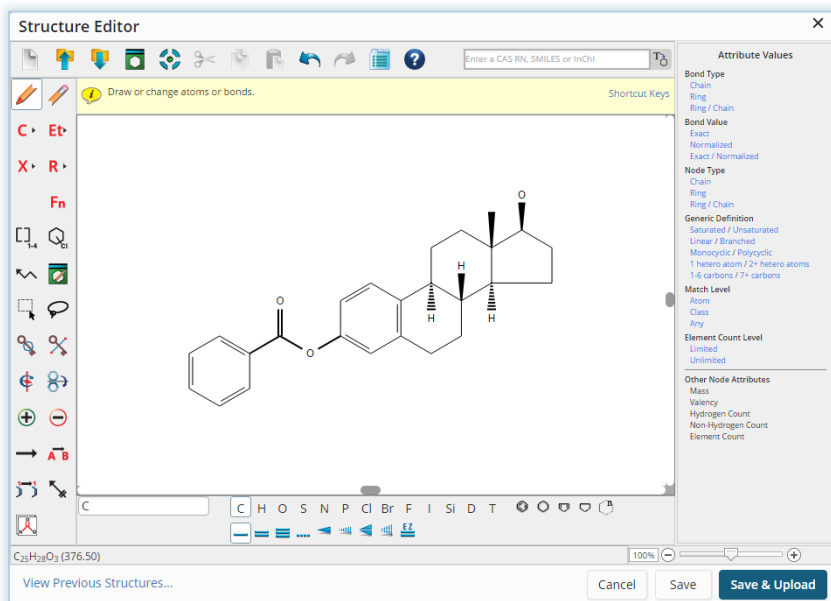 Structure Editor
×
?
Enter a CAS RN, SMILES or InChI
i
Draw or change atoms or bonds.
Shortcut Keys
C
Et
X
R
Fn
1-4
Cl
A B
O
H
O
O
H
H
C
C H O S N P Cl Br F I Si D T
n
EZ
C25H28O3 (376.50)
100%
View Previous Structures...
Cancel
Save
Save & Upload
Attribute Values
Bond Type
Chain
Ring
Ring / Chain
Bond Value
Exact
Normalized
Exact / Normalized
Node Type
Chain
Ring
Ring / Chain
Generic Definition
Saturated / Unsaturated
Linear / Branched
Monocyclic / Polycyclic
1 hetero atom / 2+ hetero atoms
1-6 carbons / 7+ carbons
Match Level
Atom
Class
Any
Element Count Level
Limited
Unlimited
Other Node Attributes
Mass
Valency
Hydrogen Count
Non-Hydrogen Count
Element Count